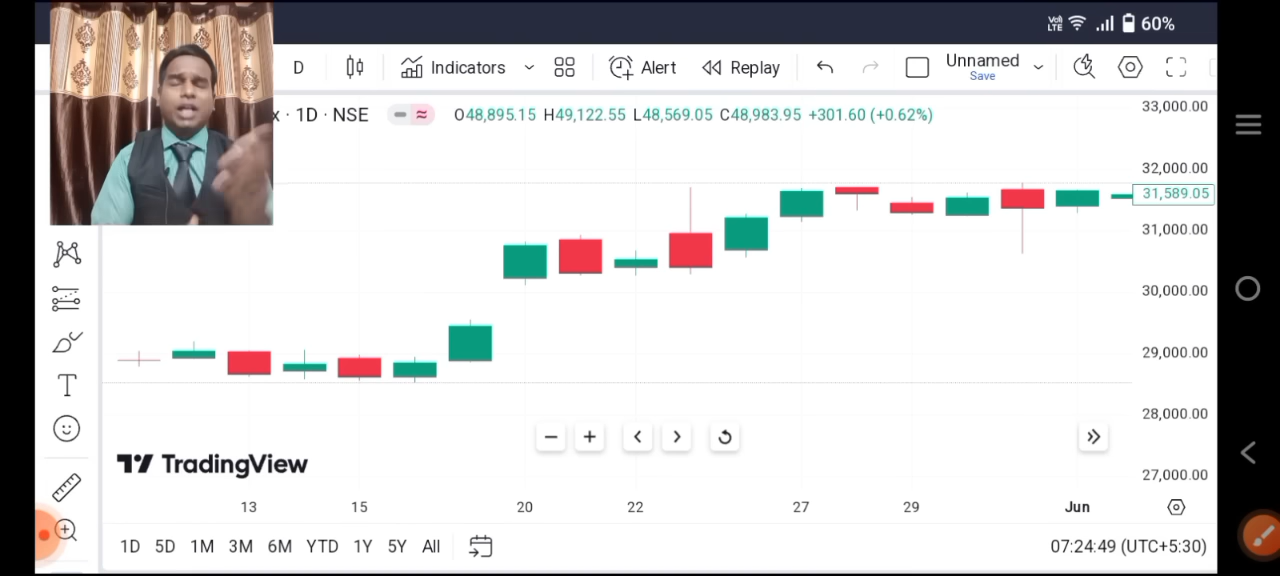 Vo) LTE 60%
D Indicators Alert Replay Unnamed
Save
x · 1D · NSE O48,895.15 H49,122.55 L48,569.05 C48,983.95 +301.60 (+0.62%)
33,000.00
32,000.00
31,589.05
31,000.00
30,000.00
29,000.00
28,000.00
27,000.00
TradingView
13 15 20 22 27 29 Jun
1D 5D 1M 3M 6M YTD 1Y 5Y All 07:24:49 (UTC+5:30)